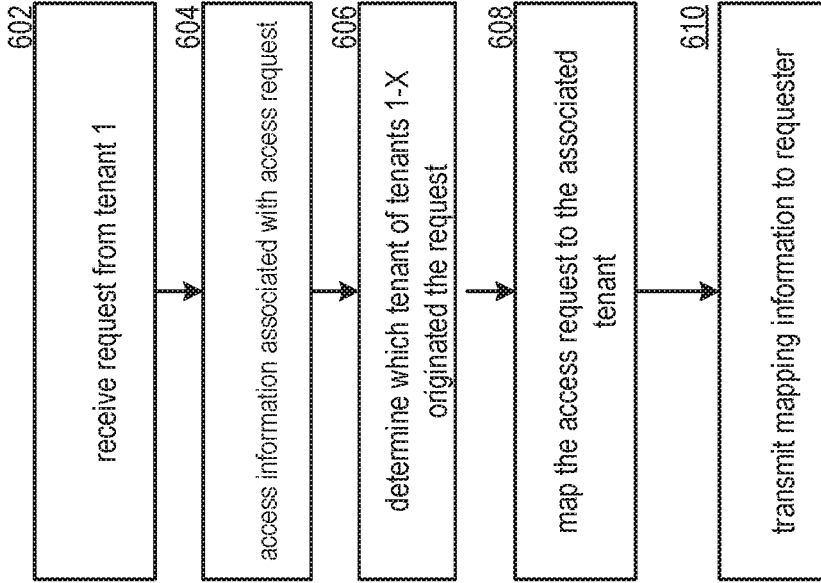 602
receive request from tenant 1
604
access information associated with access request
606
determine which tenant of tenants 1-X
originated the request
608
map the access request to the associated
tenant
610
transmit mapping information to requester